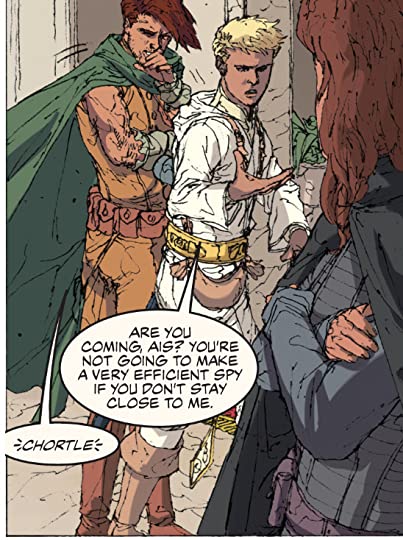 ARE YOU
COMING, AIS? YOU'RE
NOT GOING TO MAKE
A VERY EFFICIENT SPY
IF YOU DON'T STAY
CLOSE TO ME.
CHORTLE